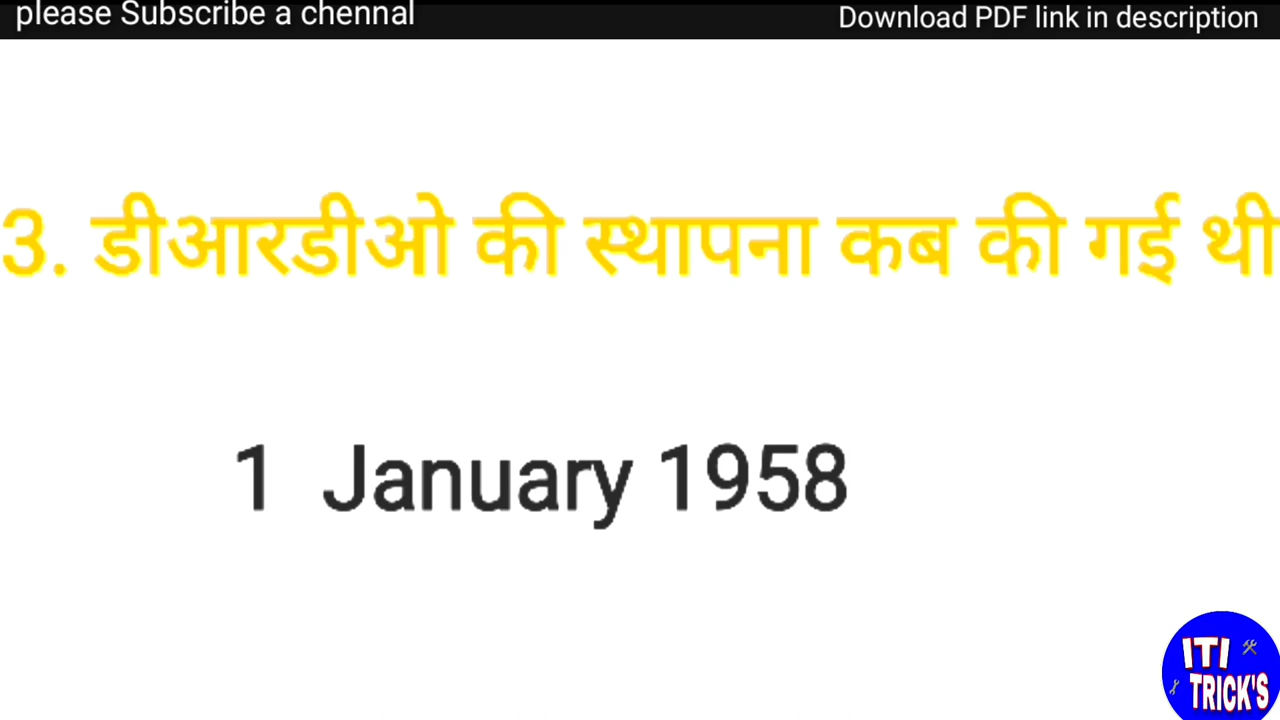 please Subscribe a chennal
Download PDF link in description
3. डीआरडीओ की स्थापना कब की गई थी
1 January 1958
ITI
TRICK'S